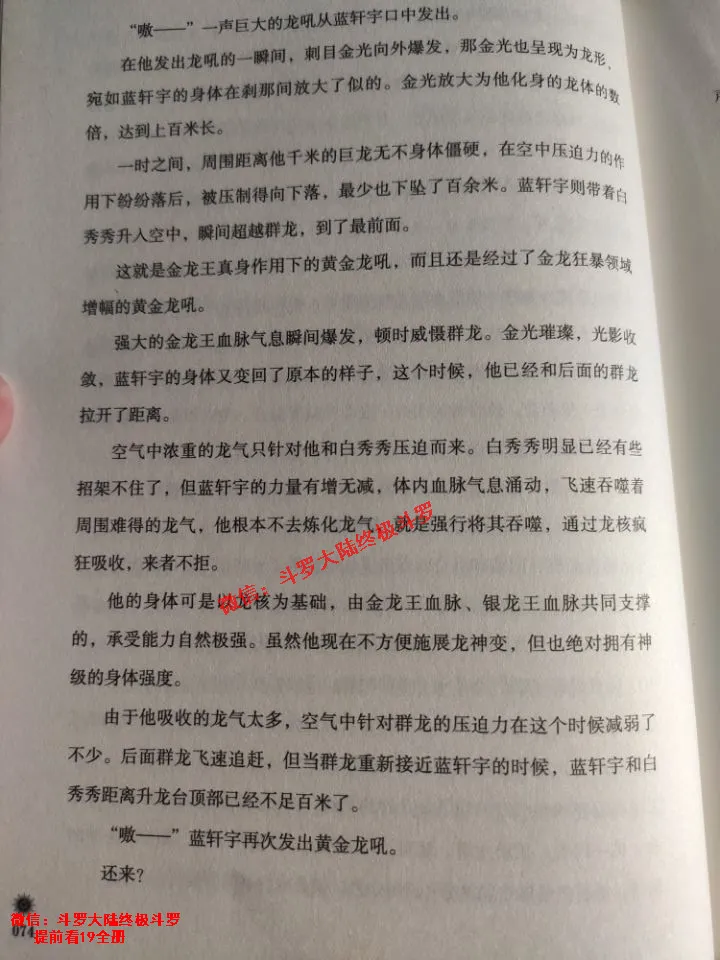 “嗷——”一声巨大的龙吼从蓝轩宇口中发出。
在他发出龙吼的一瞬间，刺目金光向外爆发，那金光也呈现为龙形，
宛如蓝轩宇的身体在刹那间放大了似的。金光放大为他化身的龙体的数
倍，达到上百米长。
一时之间，周围距离他千米的巨龙无不身体僵硬，在空中压迫力的作
用下纷纷落后，被压制得向下落，最少也下坠了百余米。蓝轩宇则带着白
秀秀升入空中，瞬间超越群龙，到了最前面。
这就是金龙王真身作用下的黄金龙吼，而且还是经过了金龙狂暴领域
增幅的黄金龙吼。
强大的金龙王血脉气息瞬间爆发，顿时威慑群龙。金光璀璨，光影收
敛，蓝轩宇的身体又变回了原本的样子，这个时候，他已经和后面的群龙
拉开了距离。
空气中浓重的龙气只针对他和白秀秀压迫而来。白秀秀明显已经有些
招架不住了，但蓝轩宇的力量有增无减，体内血脉气息涌动，飞速吞噬着
周围难得的龙气，他根本不去炼化龙气，就是强行将其吞噬，通过龙核疯
狂吸收，来者不拒。
他的身体可是以龙核为基础，由金龙王血脉、银龙王血脉共同支撑
的，承受能力自然极强。虽然他现在不方便施展龙神变，但也绝对拥有神
级的身体强度。
由于他吸收的龙气太多，空气中针对群龙的压迫力在这个时候减弱了
不少。后面群龙飞速追赶，但当群龙重新接近蓝轩宇的时候，蓝轩宇和白
秀秀距离升龙台顶部已经不足百米了。
“嗷——”蓝轩宇再次发出黄金龙吼。
还来？
微信：斗罗大陆终极斗罗
微信：斗罗大陆终极斗罗
提前看19全册
074